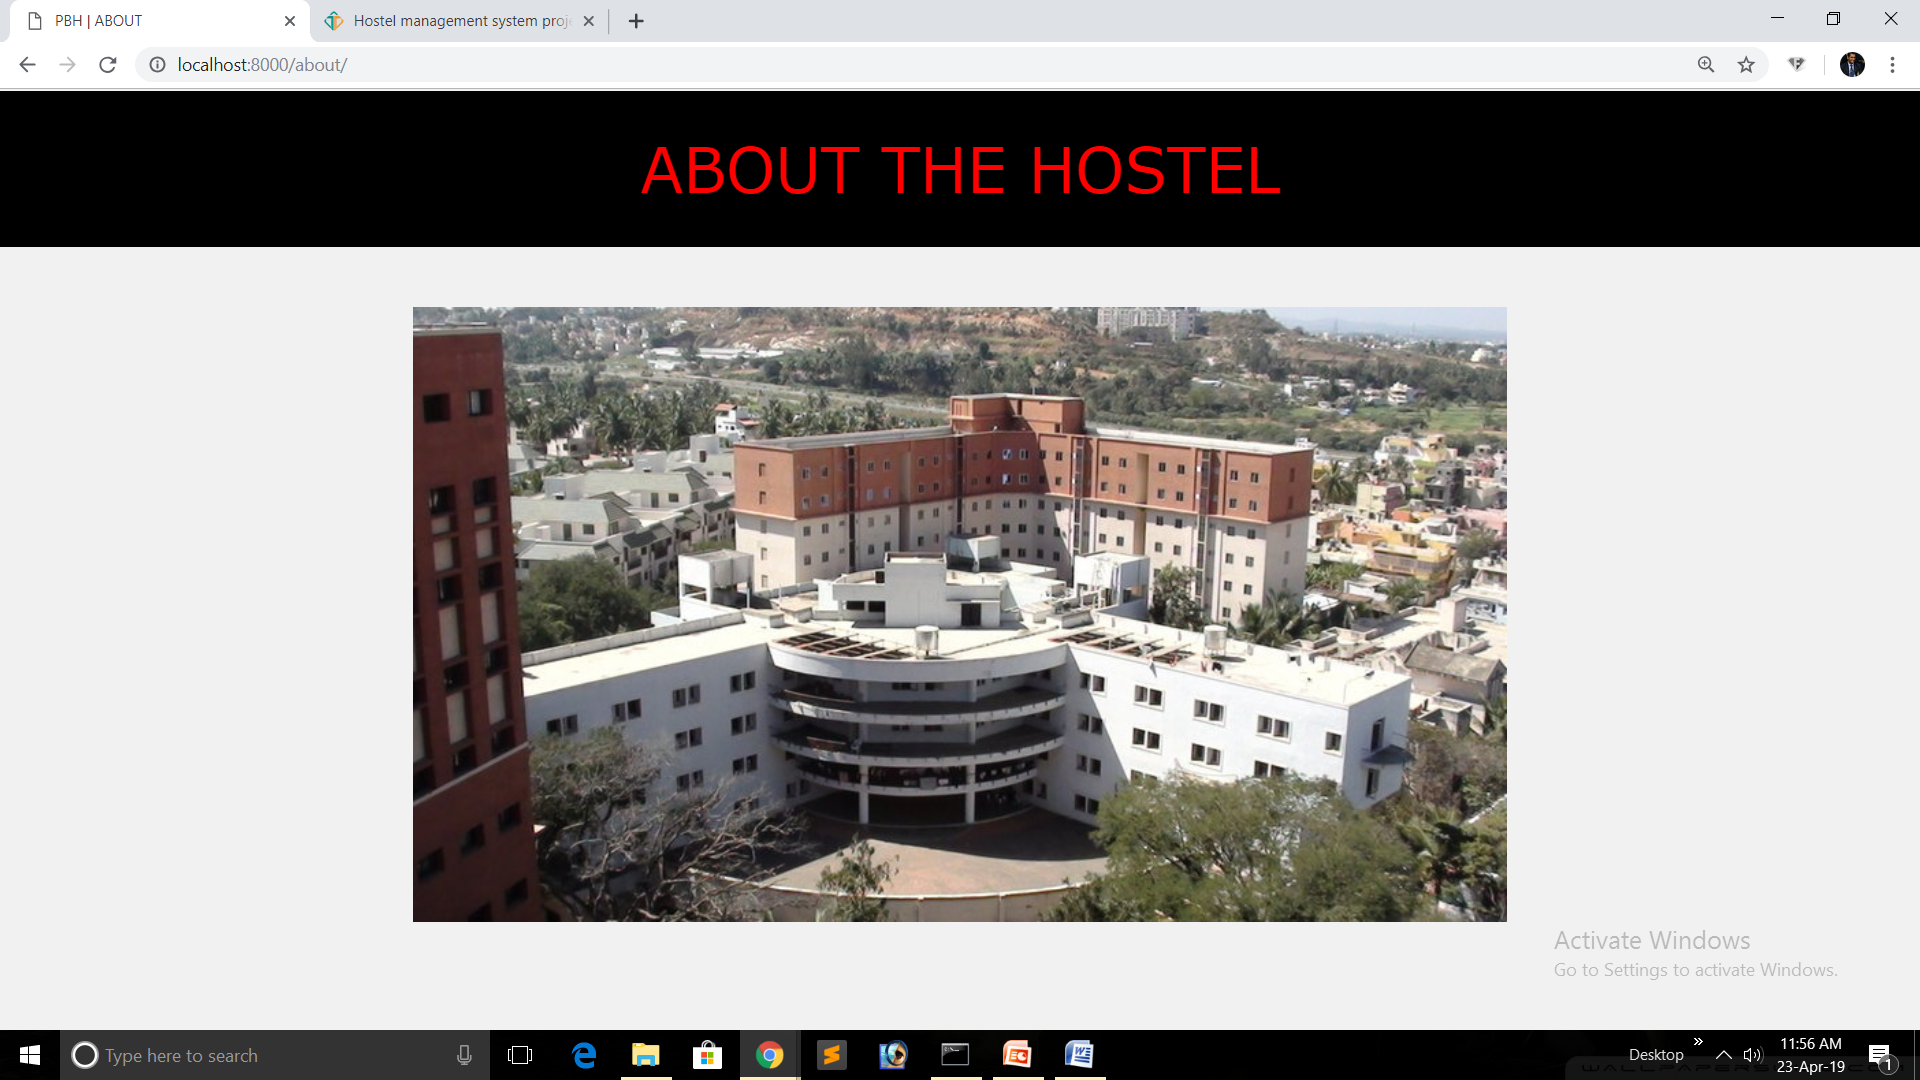 PBH | ABOUT
Hostel management system proj
localhost:8000/about/
ABOUT THE HOSTEL
Activate Windows
Go to Settings to activate Windows.
Type here to search
Desktop
11:56 AM
23-Apr-19
1